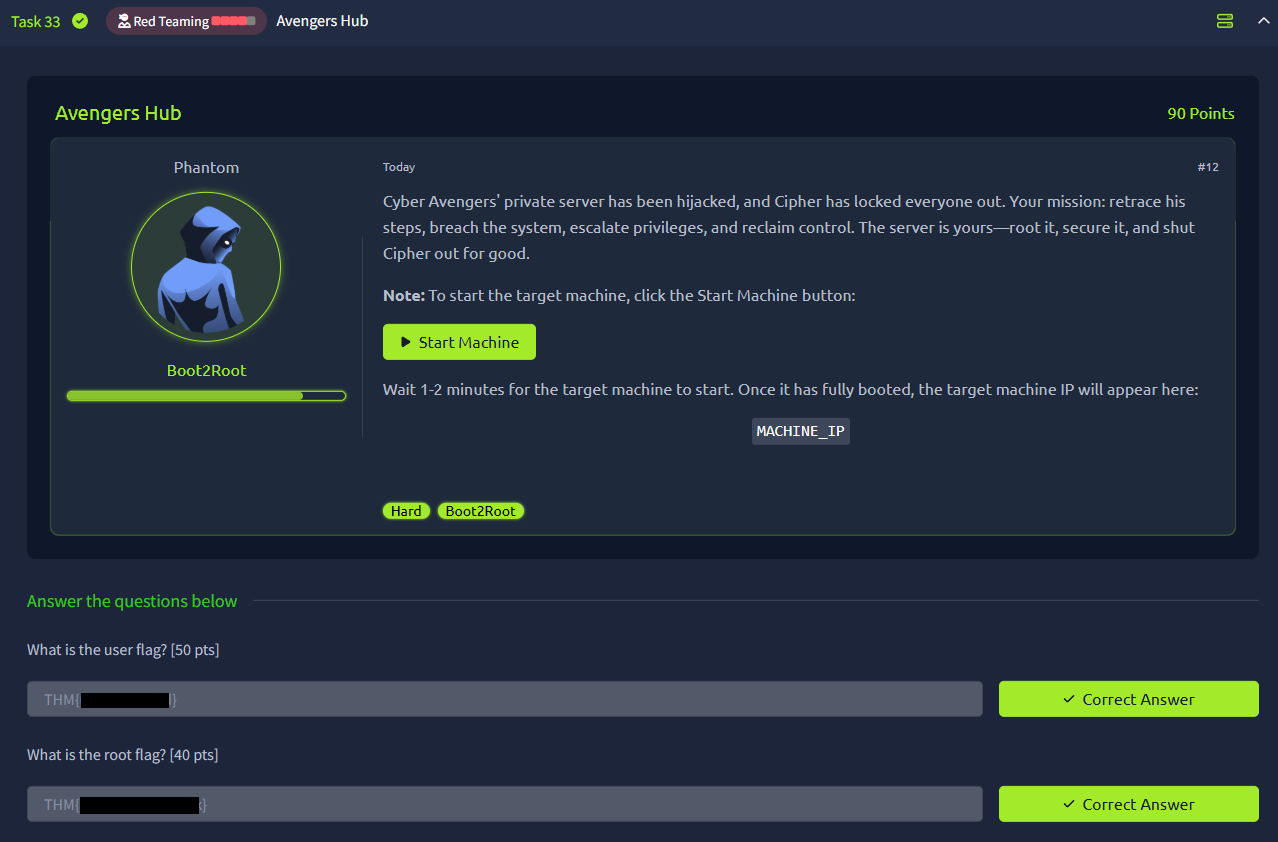 Task 33 Red Teaming Avengers Hub
Avengers Hub
90 Points
Phantom
Boot2Root
Today
#12
Cyber Avengers' private server has been hijacked, and Cipher has locked everyone out. Your mission: retrace his
steps, breach the system, escalate privileges, and reclaim control. The server is yours—root it, secure it, and shut
Cipher out for good.
Note: To start the target machine, click the Start Machine button:
Start Machine
Wait 1-2 minutes for the target machine to start. Once it has fully booted, the target machine IP will appear here:
MACHINE_IP
Hard Boot2Root
Answer the questions below
What is the user flag? [50 pts]
THM{ }
Correct Answer
What is the root flag? [40 pts]
THM{ }
Correct Answer